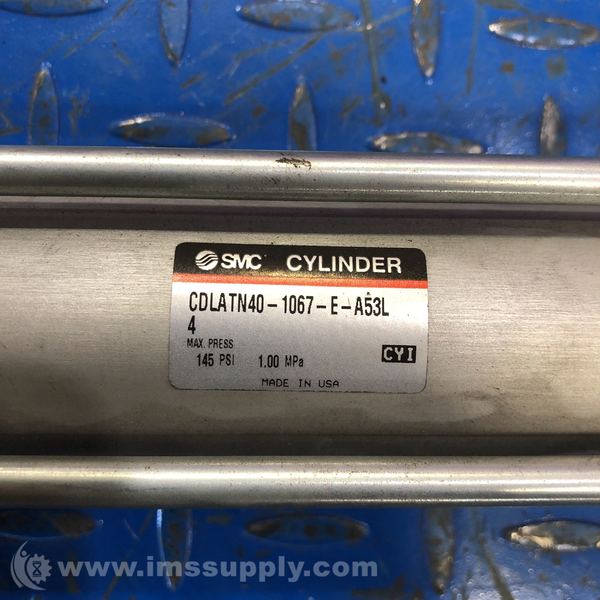 SMC CYLINDER
CDLATN40-1067-E-A53L
4
MAX. PRESS
145 PSI 1.00 MPa
CYI
MADE IN USA
www.imssupply.com